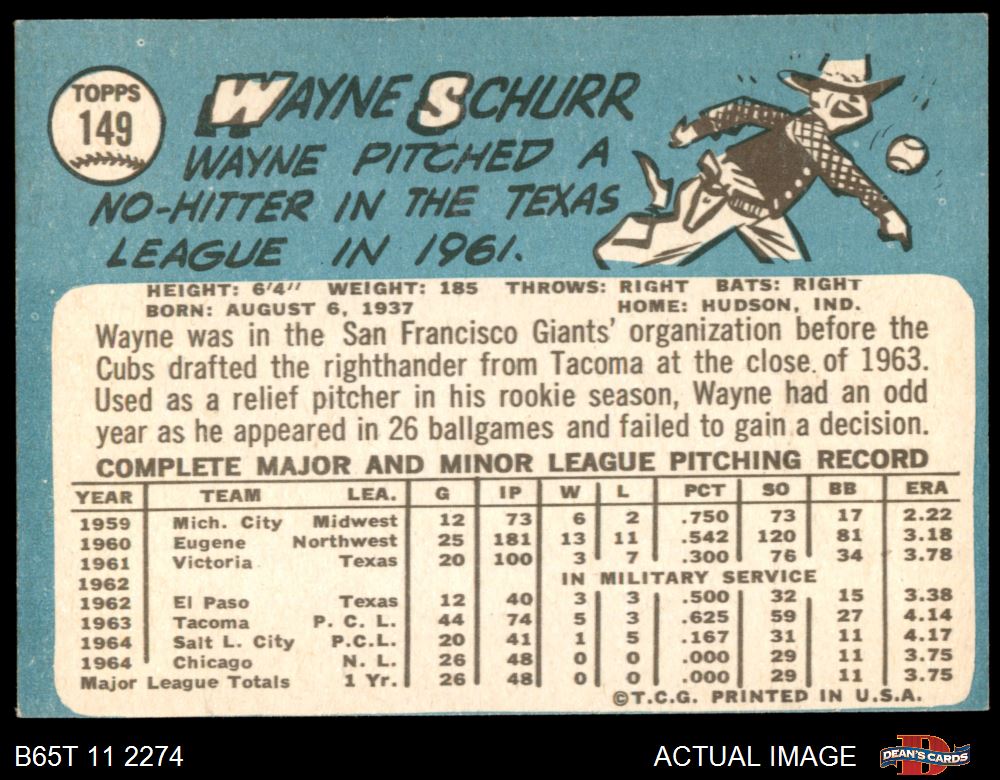 TOPPS
149
WAYNE SCHURR
WAYNE PITCHED A
NO-HITTER IN THE TEXAS
LEAGUE IN 1961.
HEIGHT: 6'4" WEIGHT: 185 THROWS: RIGHT BATS: RIGHT
BORN: AUGUST 6, 1937 HOME: HUDSON, IND.
Wayne was in the San Francisco Giants' organization before the
Cubs drafted the righthander from Tacoma at the close of 1963.
Used as a relief pitcher in his rookie season, Wayne had an odd
year as he appeared in 26 ballgames and failed to gain a decision.
COMPLETE MAJOR AND MINOR LEAGUE PITCHING RECORD
YEAR TEAM LEA. G IP W L PCT SO BB ERA
1959 Mich. City Midwest 12 73 6 2 .750 73 17 2.22
1960 Eugene Northwest 25 181 13 11 .542 120 81 3.18
1961 Victoria Texas 20 100 3 7 .300 76 34 3.78
1962 IN MILITARY SERVICE
1962 El Paso Texas 12 40 3 3 .500 32 15 3.38
1963 Tacoma P. C. L. 44 74 5 3 .625 59 27 4.14
1964 Salt L. City P.C.L. 20 41 1 5 .167 31 11 4.17
1964 Chicago N. L. 26 48 0 0 .000 29 11 3.75
Major League Totals 1 Yr. 26 48 0 0 .000 29 11 3.75
©T.C.G. PRINTED IN U.S.A.
B65T 11 2274 ACTUAL IMAGE D DEAN'S CARDS